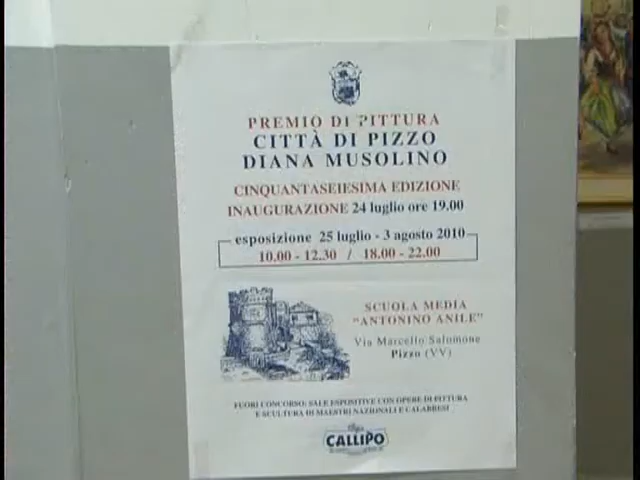 PREMIO DI PITTURA
CITTÀ DI PIZZO
DIANA MUSOLINO
CINQUANTASEIESIMA EDIZIONE
INAUGURAZIONE 24 luglio ore 19.00
esposizione 25 luglio - 3 agosto 2010
10.00 - 12.30 / 18.00 - 22.00
SCUOLA MEDIA
"ANTONINO ANILE"
Via Marcello Salomone
Pizzo (VV)
FUORI CONCORSO: SALE ESPOSITIVE CON OPERE DI PITTURA
E SCULTURA DI MAESTRI NAZIONALI E CALABRESI
CALLIPO